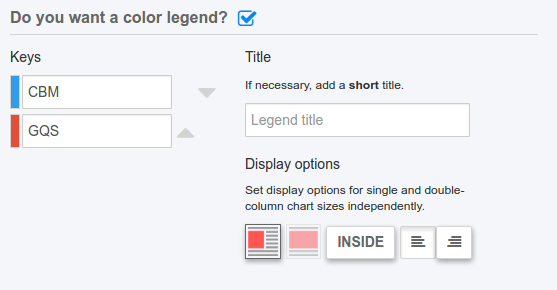 Do you want a color legend?
Keys
CBM
GQS
Title
If necessary, add a short title.
Legend title
Display options
Set display options for single and double-
column chart sizes independently.
INSIDE